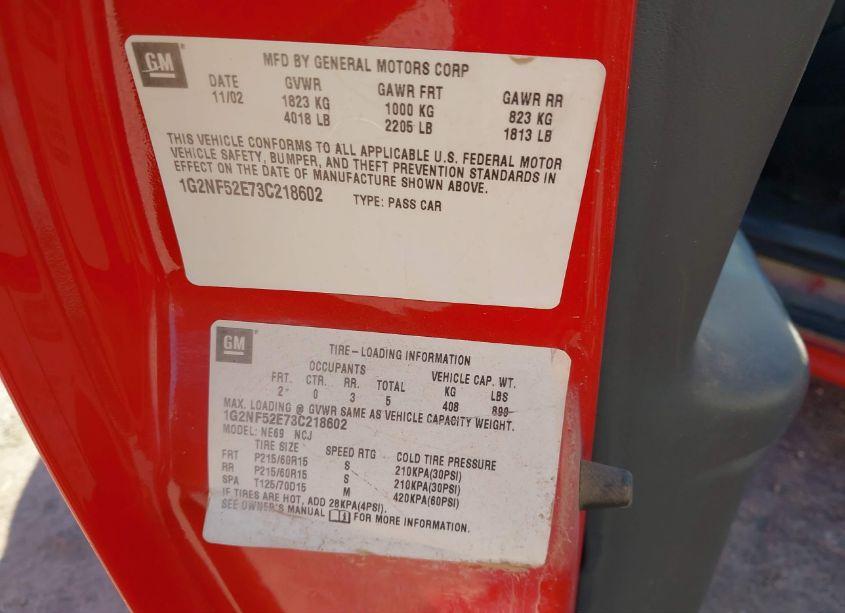 GM
MFD BY GENERAL MOTORS CORP
DATE GVWR GAWR FRT GAWR RR
11/02 1823 KG 1000 KG 823 KG
4018 LB 2205 LB 1813 LB
THIS VEHICLE CONFORMS TO ALL APPLICABLE U.S. FEDERAL MOTOR
VEHICLE SAFETY, BUMPER, AND THEFT PREVENTION STANDARDS IN
EFFECT ON THE DATE OF MANUFACTURE SHOWN ABOVE.
1G2NF52E73C218602 TYPE: PASS CAR
GM
TIRE-LOADING INFORMATION
OCCUPANTS VEHICLE CAP. WT.
FRT. CTR. RR. TOTAL KG LBS
2 0 3 5 408 899
MAX. LOADING @ GVWR SAME AS VEHICLE CAPACITY WEIGHT.
1G2NF52E73C218602
MODEL: NE69 NCJ
TIRE SIZE SPEED RTG COLD TIRE PRESSURE
FRT P215/60R15 S 210KPA(30PSI)
RR P215/60R15 S 210KPA(30PSI)
SPA T125/70D15 M 420KPA(60PSI)
IF TIRES ARE HOT, ADD 28KPA(4PSI).
SEE OWNER'S MANUAL FOR MORE INFORMATION.